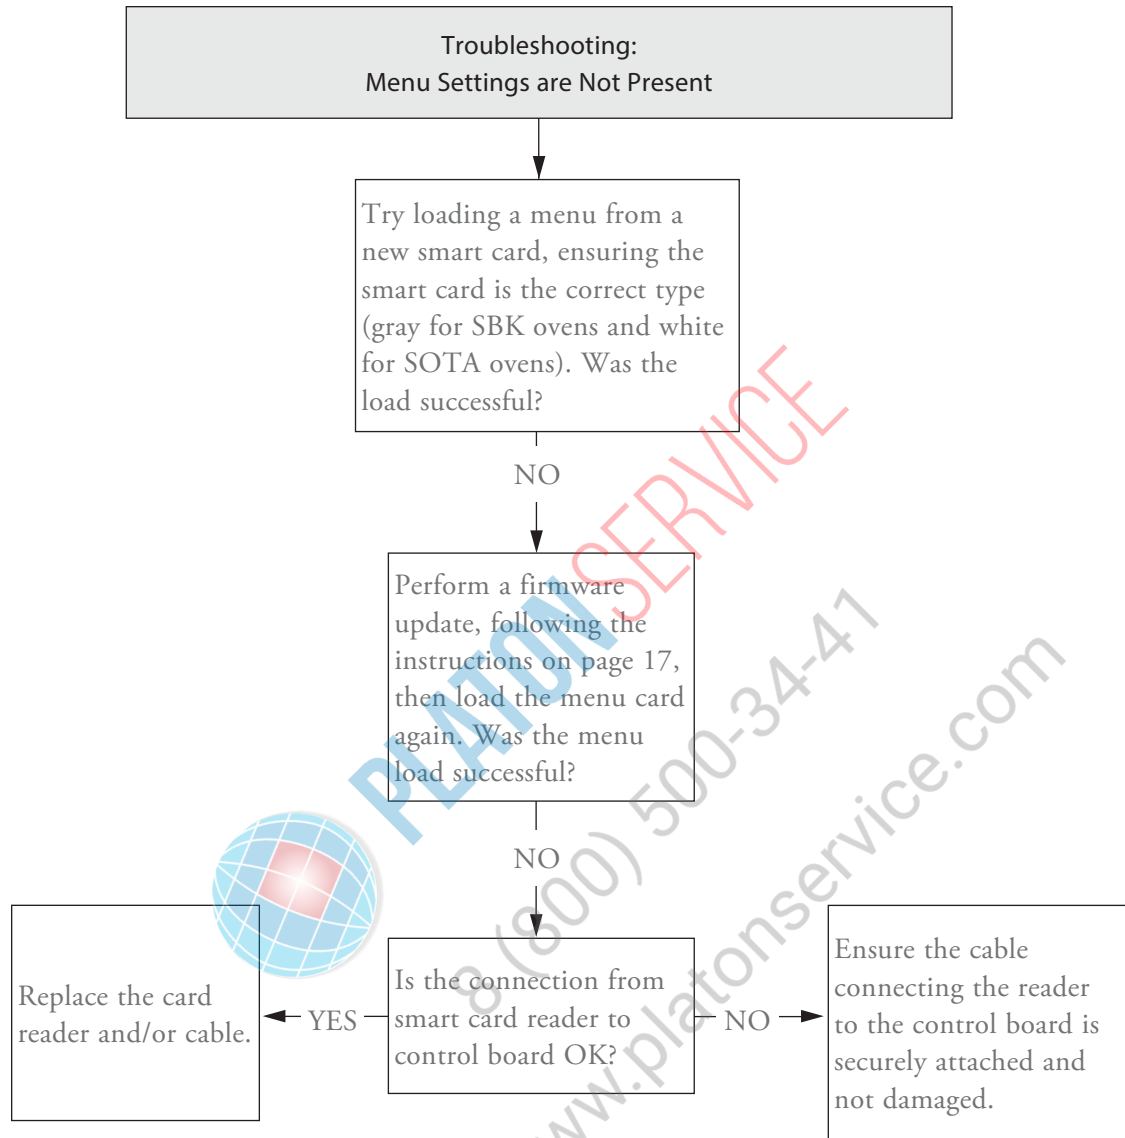 Troubleshooting:
Menu Settings are Not Present
Try loading a menu from a
new smart card, ensuring the
smart card is the correct type
(gray for SBK ovens and white
for SOTA ovens). Was the
load successful?
NO
Perform a firmware
update, following the
instructions on page 17,
then load the menu card
again. Was the menu
load successful?
NO
Is the connection from
smart card reader to
control board OK?
YES
Replace the card
reader and/or cable.
NO
Ensure the cable
connecting the reader
to the control board is
securely attached and
not damaged.
PLATONSERVICE
8 (800) 500-34-41
www.platonservice.com